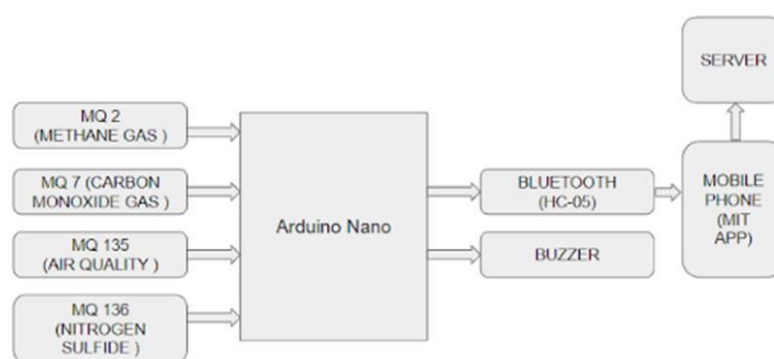 MQ 2
(METHANE GAS )
MQ 7 (CARBON
MONOXIDE GAS )
MQ 135
(AIR QUALITY )
MQ 136
(NITROGEN
SULFIDE )
Arduino Nano
BLUETOOTH
(HC-05)
BUZZER
SERVER
MOBILE
PHONE
(MIT
APP)